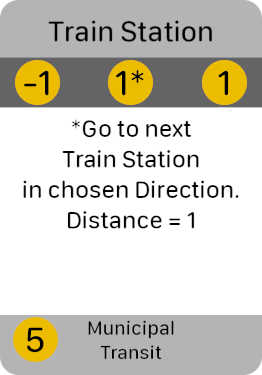 Train Station
-1 1* 1
*Go to next
Train Station
in chosen Direction.
Distance = 1
5
Municipal
Transit